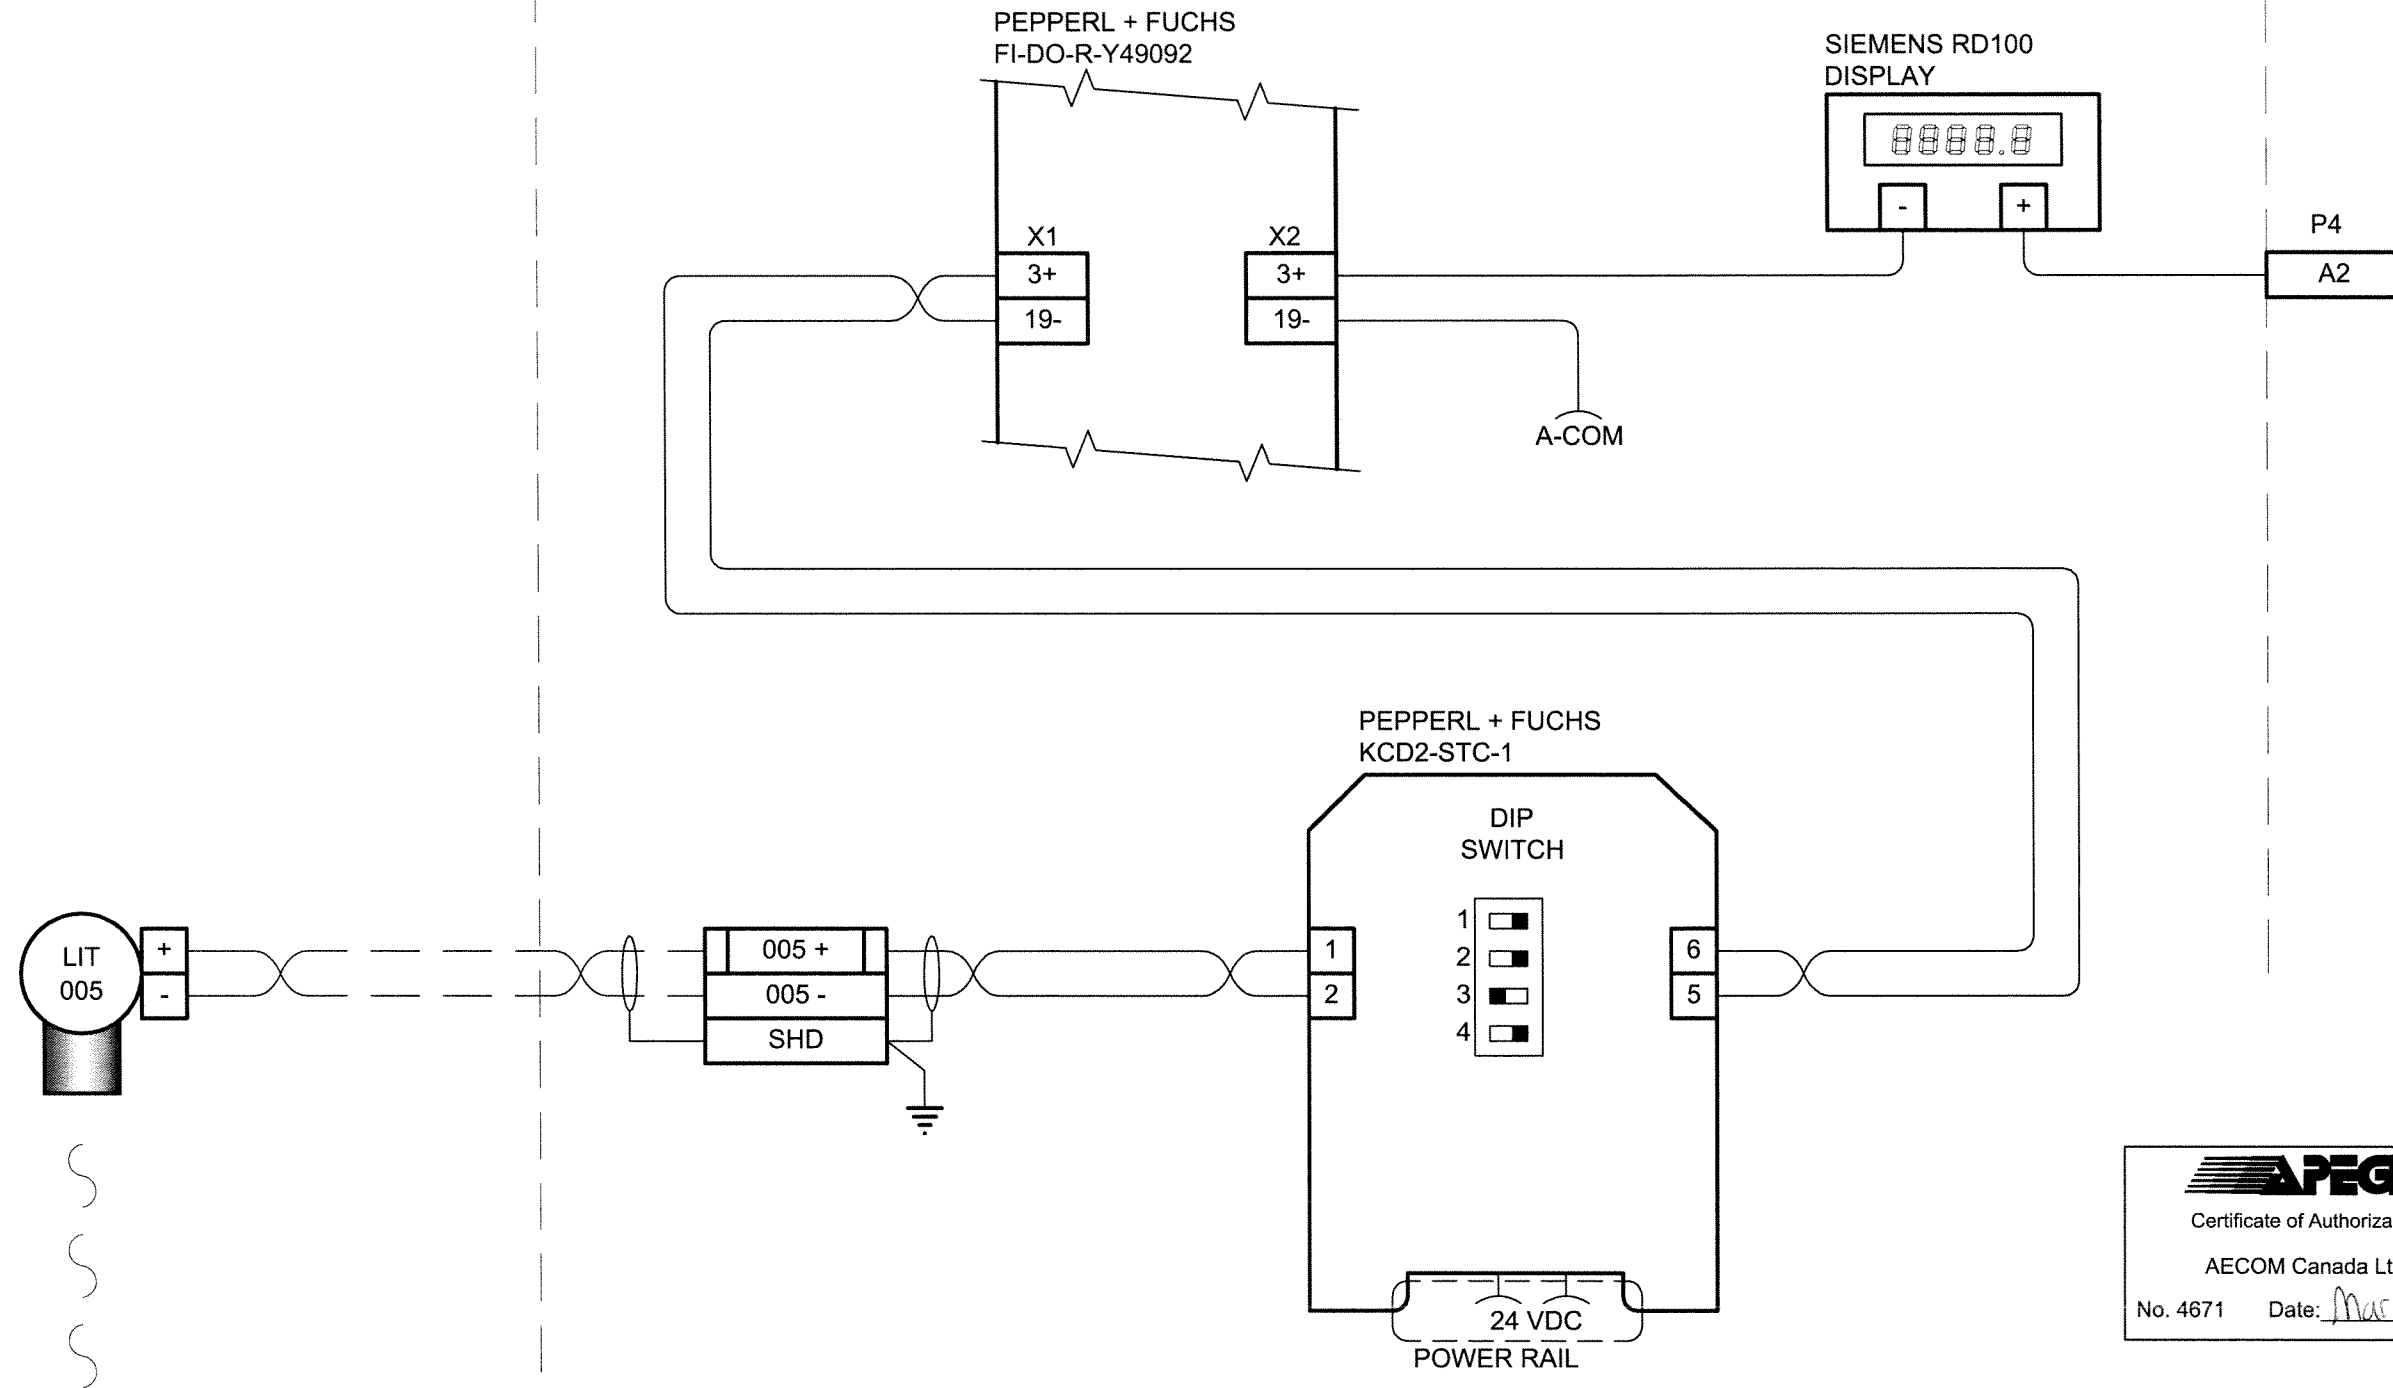 PEPPERL + FUCHS
FI-DO-R-Y49092
SIEMENS RD100
DISPLAY
8888.8
- +
P4
A2
X1
3+
19-
X2
3+
19-
A-COM
PEPPERL + FUCHS
KCD2-STC-1
DIP
SWITCH
1
2
3
4
1
2
6
5
LIT
005
+
-
005 +
005 -
SHD
24 VDC
POWER RAIL
APEG
Certificate of Authoriza
AECOM Canada Lt
No. 4671 Date: Mar